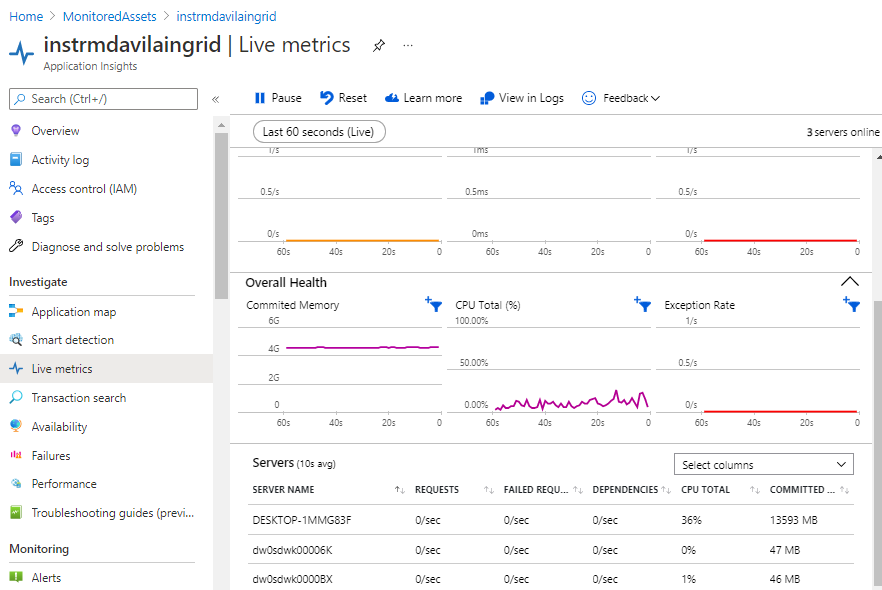 Home > MonitoredAssets > instrmdavilaingrid
instrmdavilaingrid | Live metrics ...
Application Insights
Search (Ctrl+/) «
Pause Reset Learn more View in Logs Feedback
Last 60 seconds (Live) 3 servers online
Overview
Activity log
Access control (IAM)
Tags
Diagnose and solve problems
Investigate
Application map
Smart detection
Live metrics
Transaction search
Availability
Failures
Performance
Troubleshooting guides (previ...
Monitoring
Alerts
1/s 1ms 1/s
0.5/s 0.5ms 0.5/s
0/s 0ms 0/s
60s 40s 20s 0 60s 40s 20s 0 60s 40s 20s 0
Overall Health
Commited Memory CPU Total (%) Exception Rate
6G 100.00% 1/s
4G 50.00% 0.5/s
2G
0 0.00% 0/s
60s 40s 20s 0 60s 40s 20s 0 60s 40s 20s 0
Servers (10s avg) Select columns
SERVER NAME REQUESTS FAILED REQU... DEPENDENCIES CPU TOTAL COMMITTED ...
DESKTOP-1MMG83F 0/sec 0/sec 0/sec 36% 13593 MB
dw0sdwk00006K 0/sec 0/sec 0/sec 0% 47 MB
dw0sdwk0000BX 0/sec 0/sec 0/sec 1% 46 MB